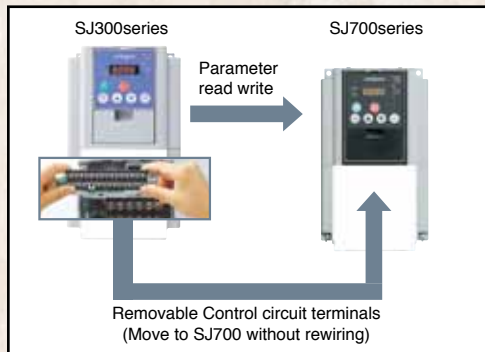 SJ300series
SJ700series
Parameter
read write
Removable Control circuit terminals
(Move to SJ700 without rewiring)